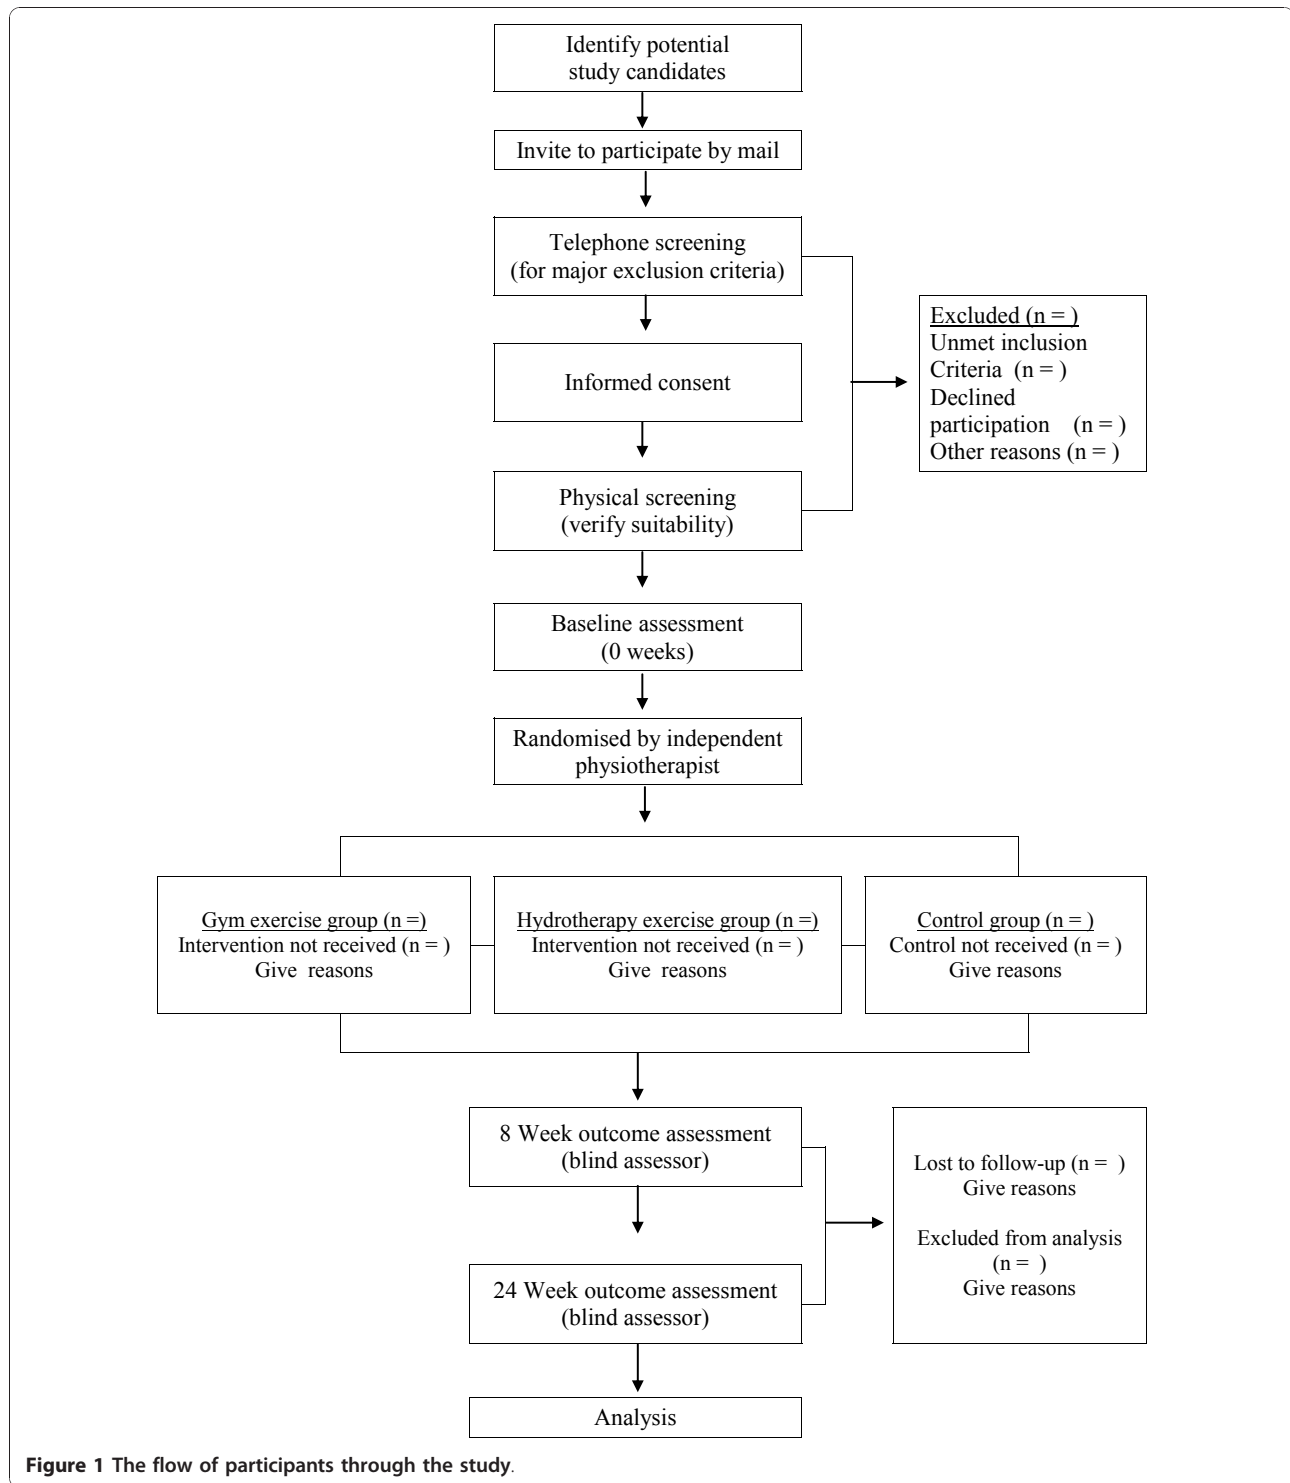 Identify potential
study candidates
Invite to participate by mail
Telephone screening
(for major exclusion criteria)
Excluded (n = )
Unmet inclusion
Criteria (n = )
Declined
participation (n = )
Other reasons (n = )
Informed consent
Physical screening
(verify suitability)
Baseline assessment
(0 weeks)
Randomised by independent
physiotherapist
Gym exercise group (n =)
Intervention not received (n = )
Give reasons
Hydrotherapy exercise group (n =)
Intervention not received (n = )
Give reasons
Control group (n = )
Control not received (n = )
Give reasons
8 Week outcome assessment
(blind assessor)
Lost to follow-up (n = )
Give reasons
Excluded from analysis
(n = )
Give reasons
24 Week outcome assessment
(blind assessor)
Analysis
Figure 1 The flow of participants through the study.